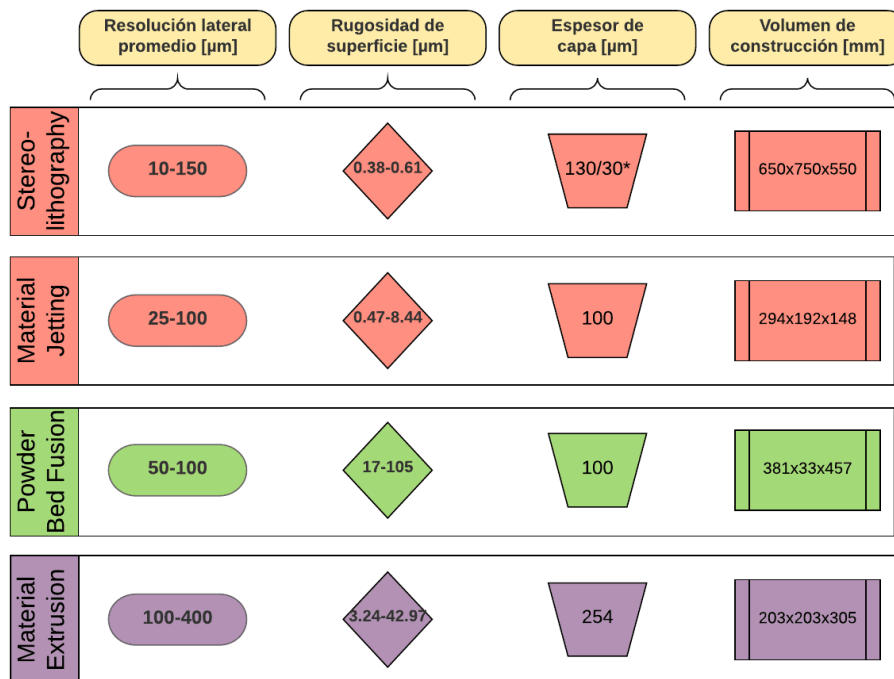 Resolución lateral
promedio [µm]
Rugosidad de
superficie [µm]
Espesor de
capa [µm]
Volumen de
construcción [mm]
Stereo-
lithography
10-150
0.38-0.61
130/30*
650x750x550
Material
Jetting
25-100
0.47-8.44
100
294x192x148
Powder
Bed Fusion
50-100
17-105
100
381x33x457
Material
Extrusion
100-400
3.24-42.97
254
203x203x305